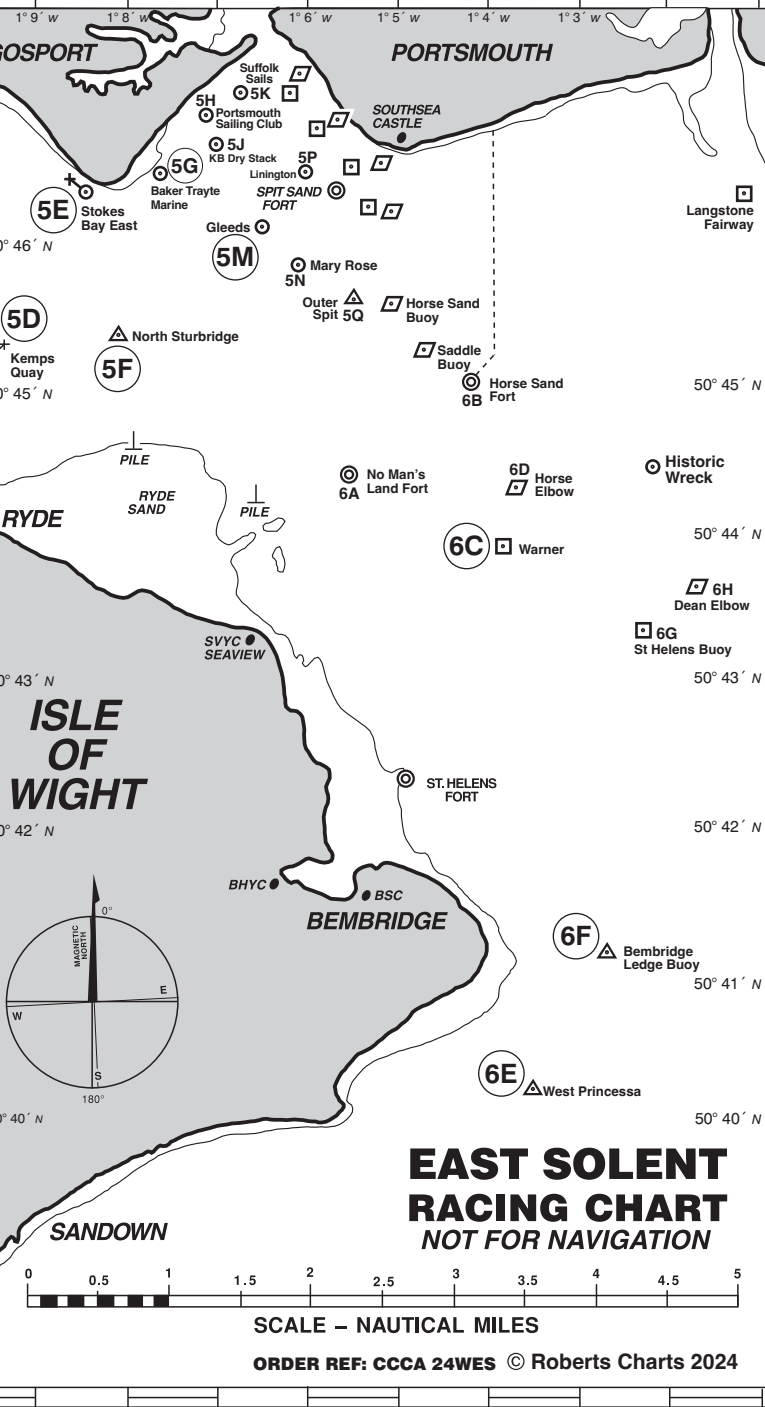 1° 9´ W 1° 8´ W 1° 6´ W 1° 5´ W 1° 4´ W 1° 3´ W
GOSPORT
PORTSMOUTH
Suffolk
Sails
5K
5H
Portsmouth
Sailing Club
SOUTHSEA
CASTLE
5J
KB Dry Stack
5G
Baker Trayte
Marine
5P
Linington
SPIT SAND
FORT
5E
Stokes
Bay East
Langstone
Fairway
Gleeds
5M
0° 46´ N
Mary Rose
5N
Outer
Spit 5Q
Horse Sand
Buoy
5D
Kemps
Quay
North Sturbridge
5F
Saddle
Buoy
Horse Sand
Fort
6B
0° 45´ N
50° 45´ N
PILE
RYDE
SAND
PILE
RYDE
No Man's
Land Fort
6A
6D
Horse
Elbow
Historic
Wreck
50° 44´ N
6C
Warner
6H
Dean Elbow
6G
St Helens Buoy
SVYC
SEAVIEW
0° 43´ N
50° 43´ N
ISLE
OF
WIGHT
ST. HELENS
FORT
0° 42´ N
50° 42´ N
BHYC
BSC
BEMBRIDGE
0°
MAGNETIC
NORTH
E
W
S
180°
6F
Bembridge
Ledge Buoy
50° 41´ N
6E
West Princessa
0° 40´ N
50° 40´ N
EAST SOLENT
RACING CHART
NOT FOR NAVIGATION
SANDOWN
0 0.5 1 1.5 2 2.5 3 3.5 4 4.5 5
SCALE – NAUTICAL MILES
ORDER REF: CCCA 24WES © Roberts Charts 2024